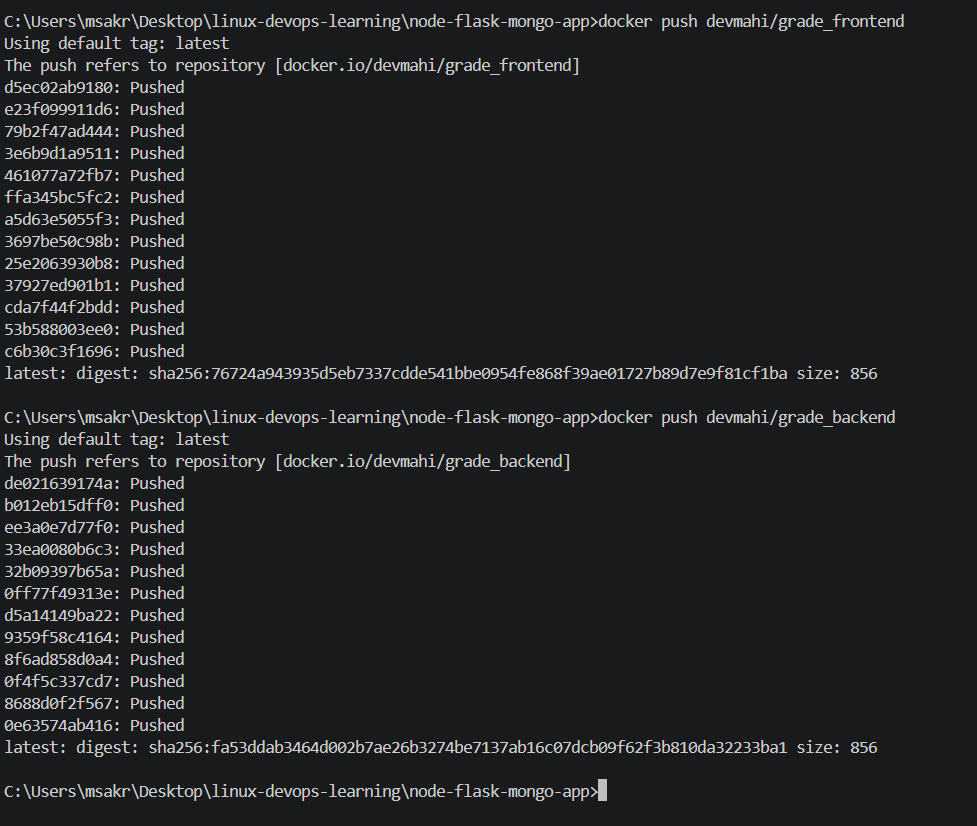 C:\Users\msakr\Desktop\linux-devops-learning\node-flask-mongo-app>docker push devmahi/grade_frontend
Using default tag: latest
The push refers to repository [docker.io/devmahi/grade_frontend]
d5ec02ab9180: Pushed
e23f099911d6: Pushed
79b2f47ad444: Pushed
3e6b9d1a9511: Pushed
461077a72fb7: Pushed
ffa345bc5fc2: Pushed
a5d63e5055f3: Pushed
3697be50c98b: Pushed
25e2063930b8: Pushed
37927ed901b1: Pushed
cda7f44f2bdd: Pushed
53b588003ee0: Pushed
c6b30c3f1696: Pushed
latest: digest: sha256:76724a943935d5eb7337cdde541bbe0954fe868f39ae01727b89d7e9f81cf1ba size: 856
C:\Users\msakr\Desktop\linux-devops-learning\node-flask-mongo-app>docker push devmahi/grade_backend
Using default tag: latest
The push refers to repository [docker.io/devmahi/grade_backend]
de021639174a: Pushed
b012eb15dff0: Pushed
ee3a0e7d77f0: Pushed
33ea0080b6c3: Pushed
32b09397b65a: Pushed
0ff77f49313e: Pushed
d5a14149ba22: Pushed
9359f58c4164: Pushed
8f6ad858d0a4: Pushed
0f4f5c337cd7: Pushed
8688d0f2f567: Pushed
0e63574ab416: Pushed
latest: digest: sha256:fa53ddab3464d002b7ae26b3274be7137ab16c07dcb09f62f3b810da32233ba1 size: 856
C:\Users\msakr\Desktop\linux-devops-learning\node-flask-mongo-app>